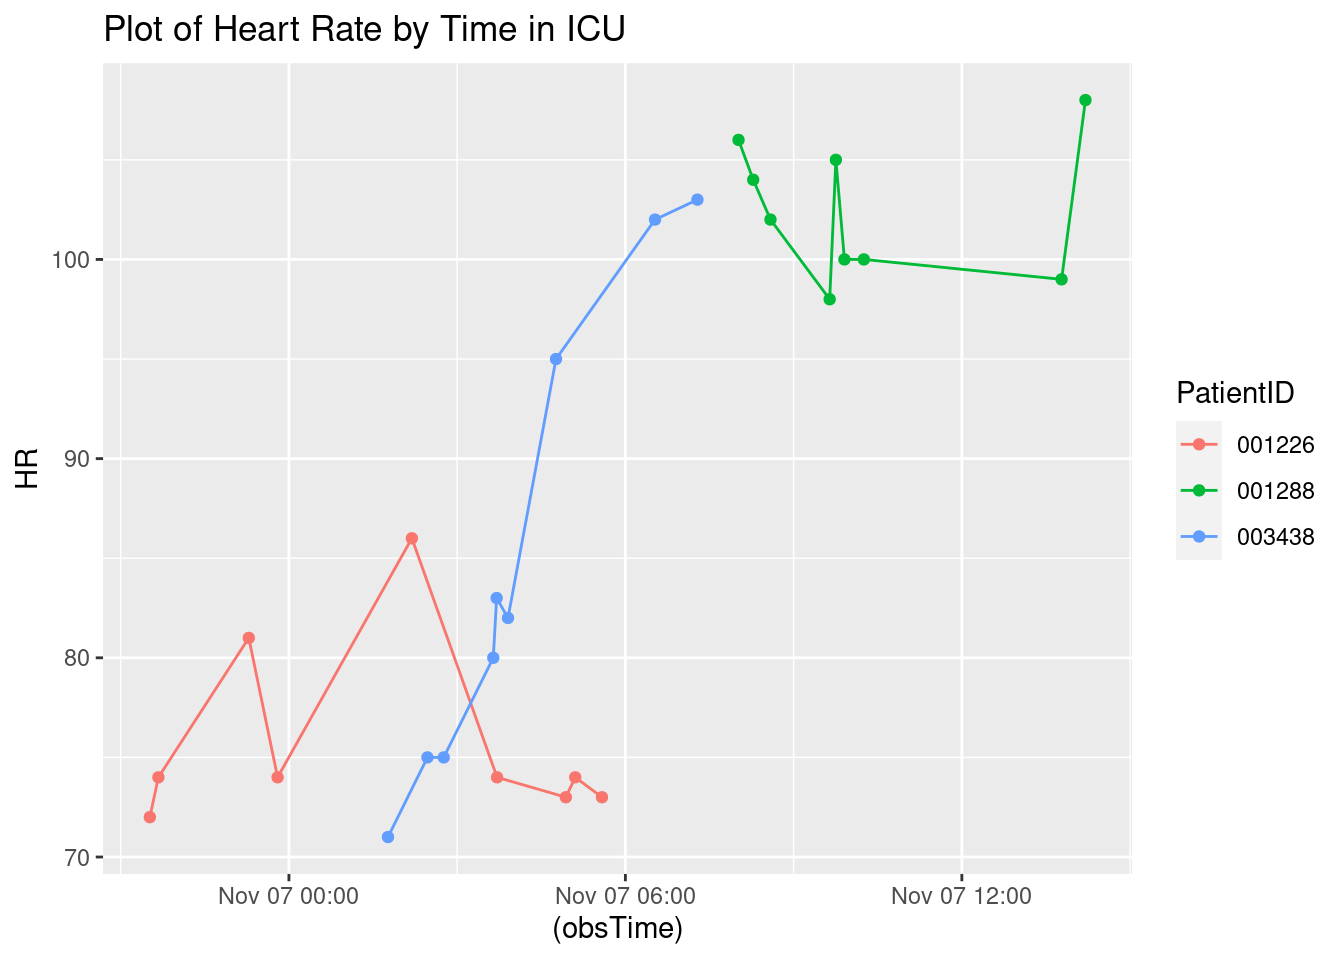 Plot of Heart Rate by Time in ICU
HR
100
90
80
70
Nov 07 00:00
Nov 07 06:00
Nov 07 12:00
(obsTime)
PatientID
001226
001288
003438